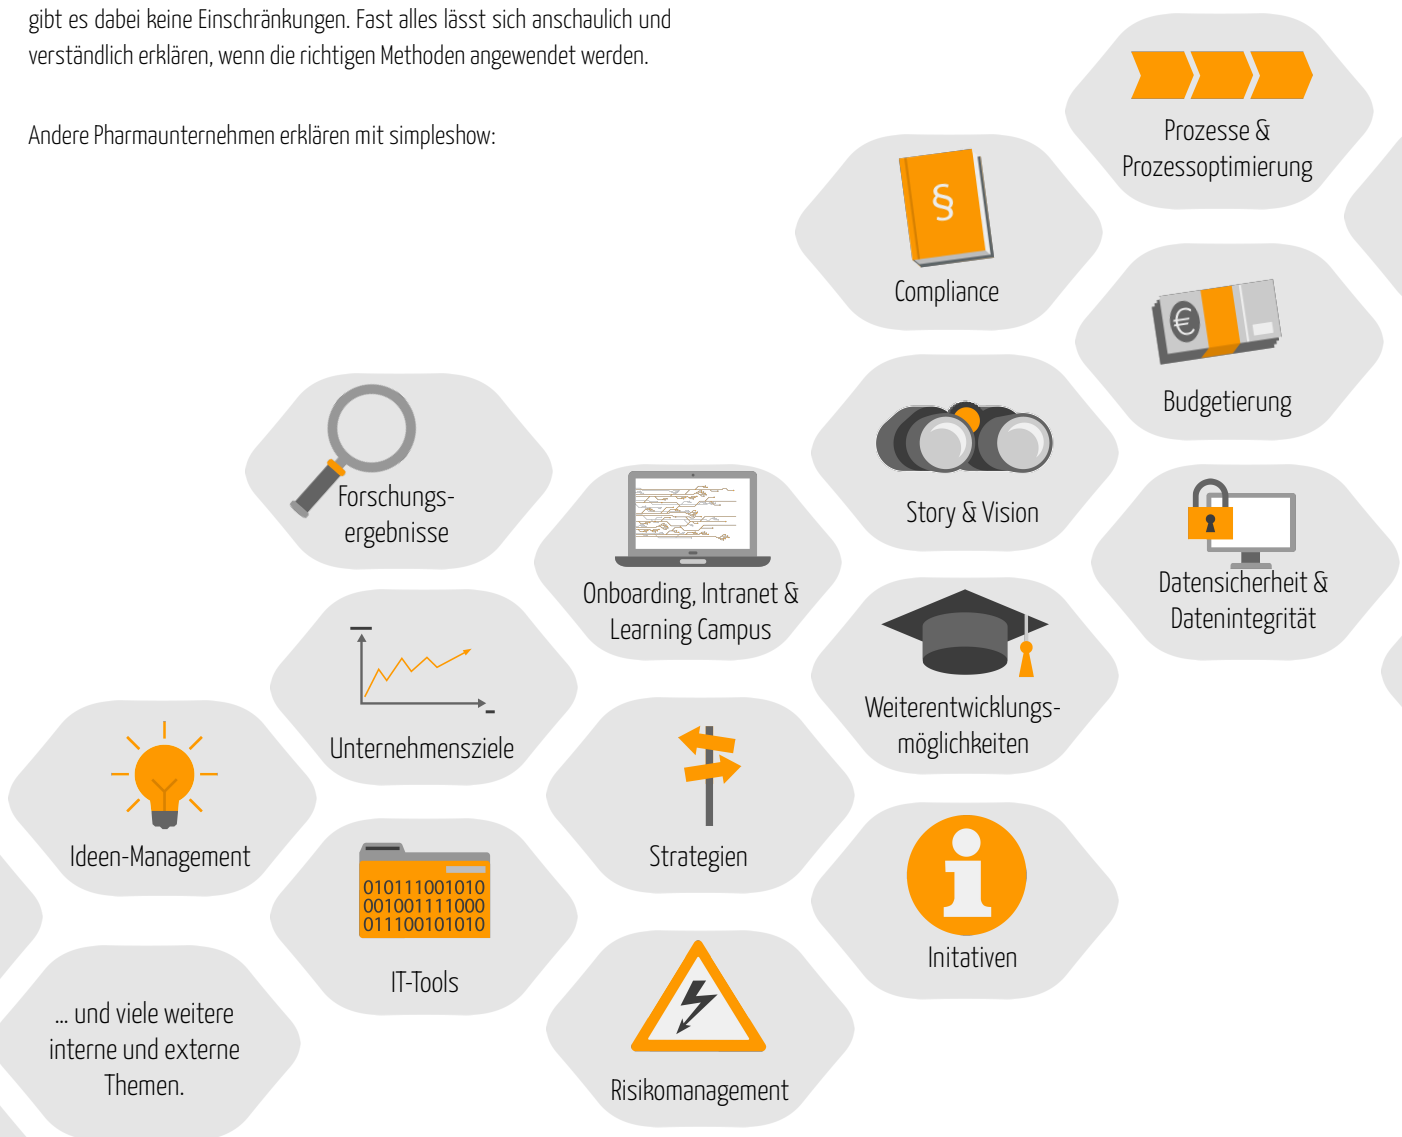 gibt es dabei keine Einschränkungen. Fast alles lässt sich anschaulich und
verständlich erklären, wenn die richtigen Methoden angewendet werden.
Andere Pharmaunternehmen erklären mit simpleshow:
Prozesse &
Prozessoptimierung
§
Compliance
€
Budgetierung
Forschungs-
ergebnisse
Story & Vision
Onboarding, Intranet &
Learning Campus
Datensicherheit &
Datenintegrität
Unternehmensziele
Weiterentwicklungs-
möglichkeiten
Ideen-Management
Strategien
010111001010
001001111000
011100101010
IT-Tools
i
Initativen
... und viele weitere
interne und externe
Themen.
Risikomanagement